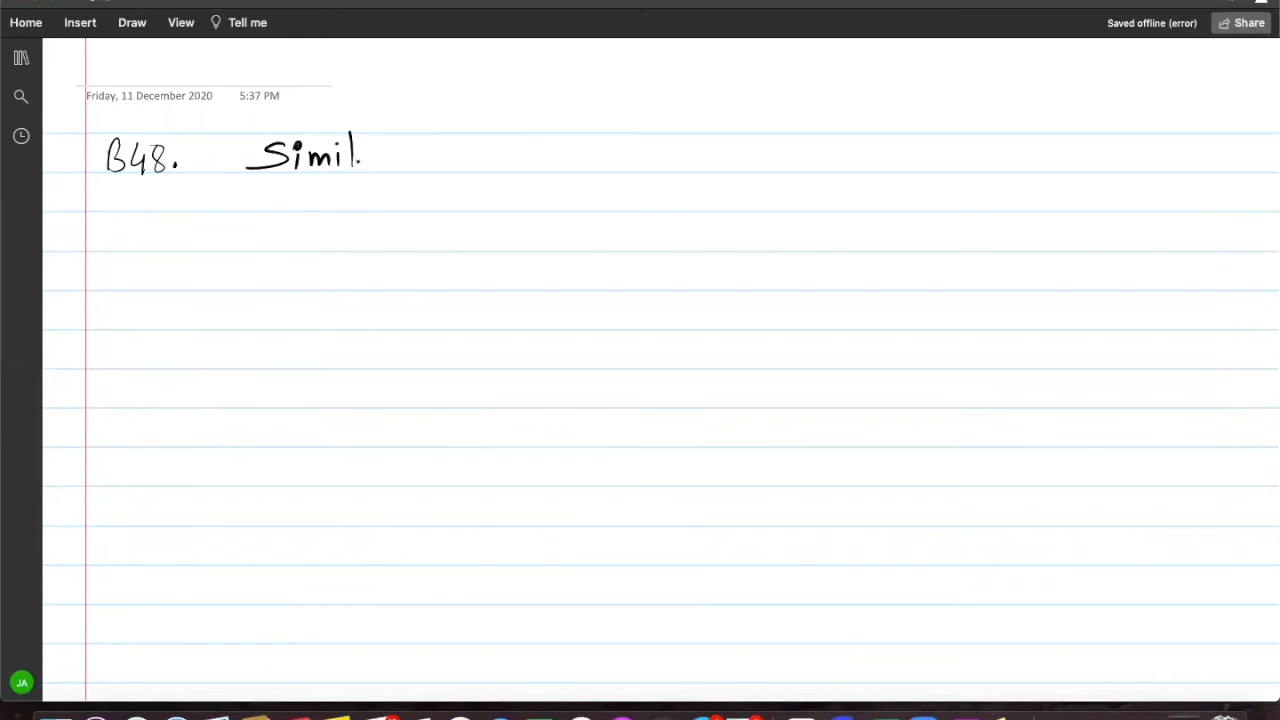 Home Insert Draw View Tell me Saved offline (error) Share
Friday, 11 December 2020 5:37 PM
B48. Simil.
JA